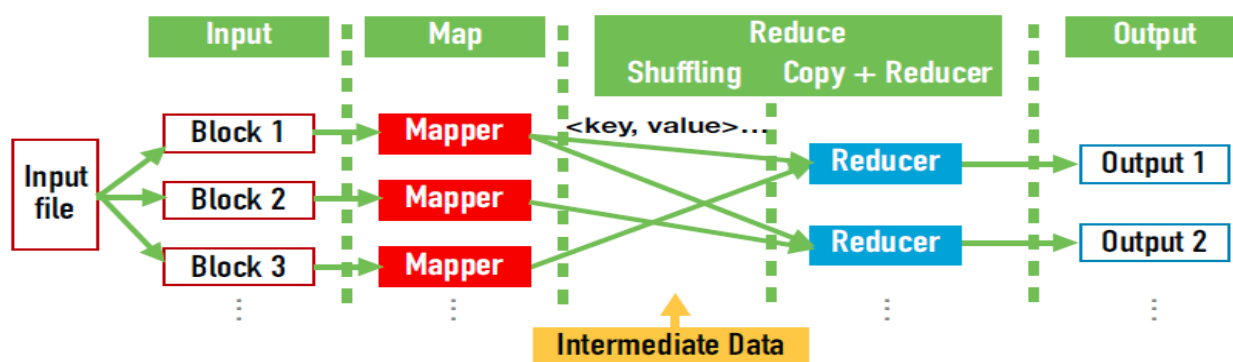 Input
Map
Reduce
Output
Shuffling
Copy + Reducer
Input
file
Block 1
Mapper
<key, value>...
Reducer
Output 1
Block 2
Mapper
Block 3
Mapper
Reducer
Output 2
Intermediate Data